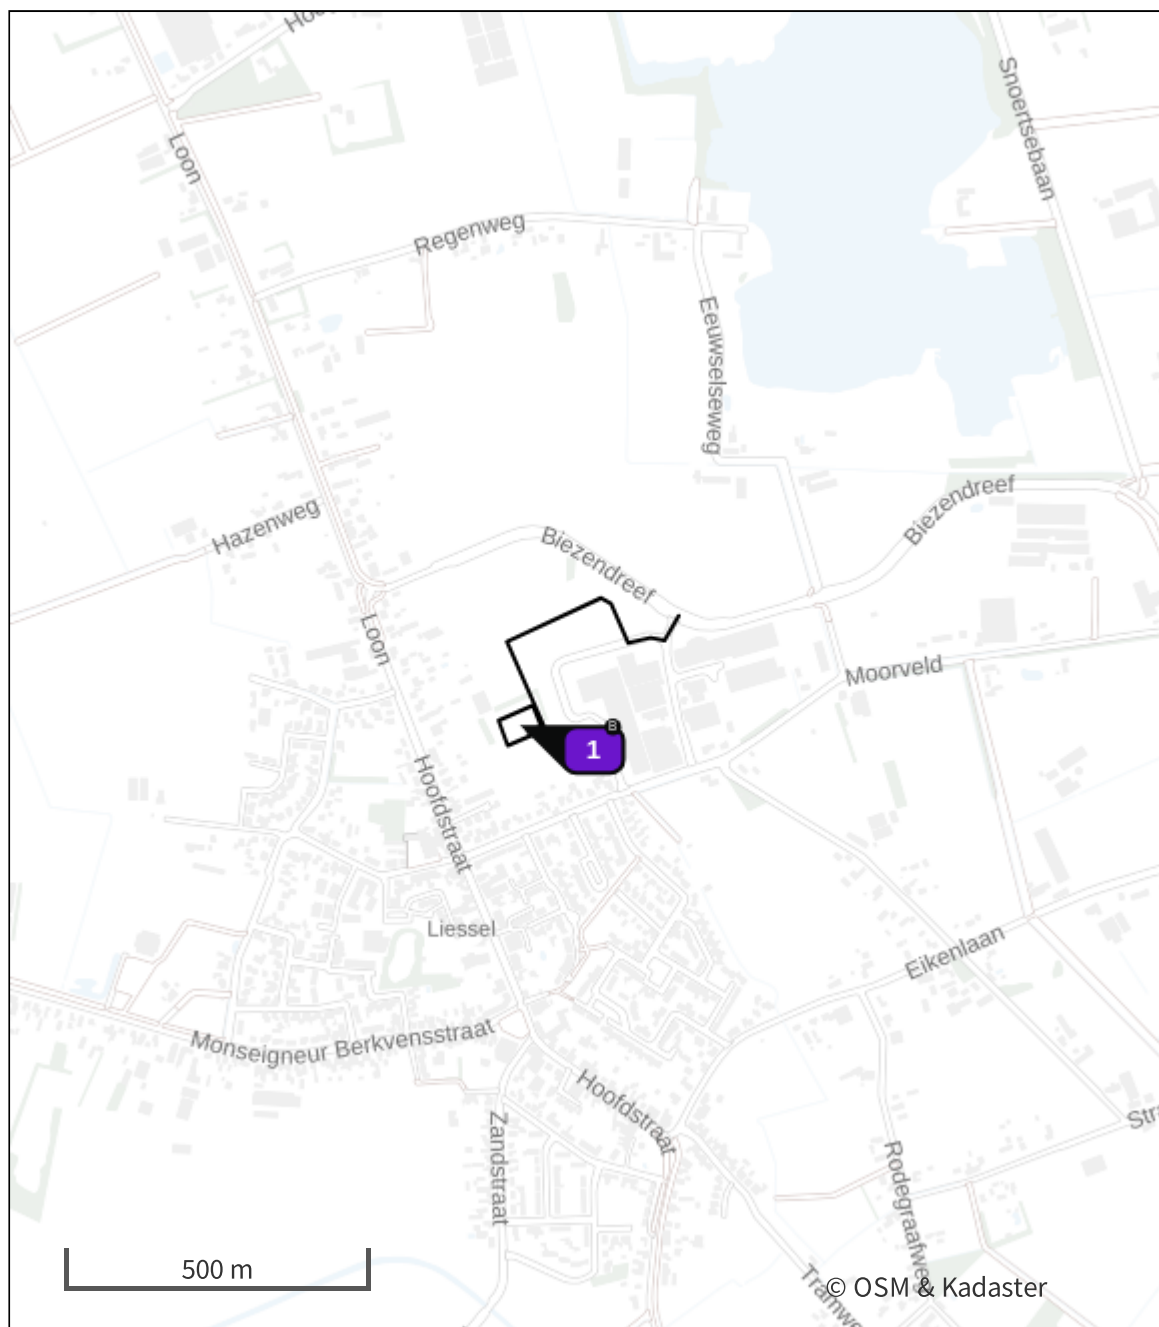 Snoertsebaan
Loon
Regenweg
Eeuwselseweg
Biezendreef
Hazenweg
Biezendreef
Loon
Moorveld
B
1
Hoofdstraat
Liessel
Eikenlaan
Monseigneur Berkvensstraat
Hoofdstraat
Zandstraat
Rodegraafweg
500 m
© OSM & Kadaster